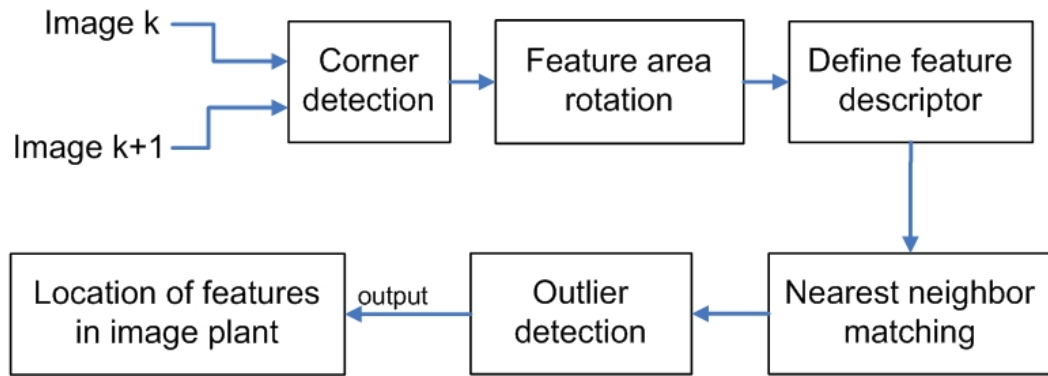 Image k
Image k+1
Corner
detection
Feature area
rotation
Define feature
descriptor
Nearest neighbor
matching
Outlier
detection
output
Location of features
in image plant